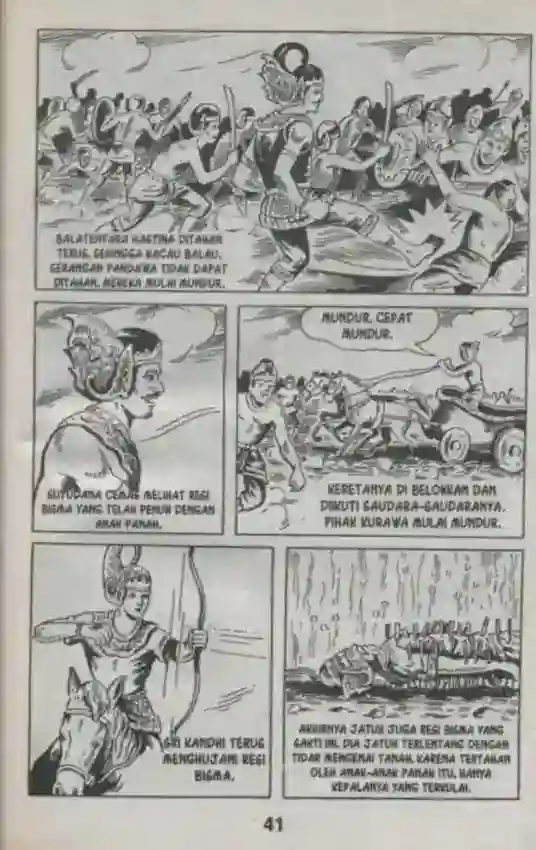 BALATENTARA HASTINA DITAHAN
TERUS. SEHINGGA KACAU BALAU.
SERANGAN PANDAWA TIDAK DAPAT
DITAHAN. MEREKA MULAI MUNDUR.
SUYUDANA CEMAS MELIHAT RESI
BISMA YANG TELAH PENUH DENGAN
ANAK PANAH.
MUNDUR. CEPAT
MUNDUR.
KERETANYA DI BELOKKAN DAN
DIIKUTI SAUDARA-SAUDARANYA.
PIHAK KURAWA MULAI MUNDUR.
SRI KANDHI TERUS
MENGHUJANI RESI
BISMA.
AKHIRNYA JATUH JUGA RESI BISMA YANG
SAKTI INI. DIA JATUH TERLENTANG DENGAN
TIDAK MENGENAI TANAH. KARENA TERTAHAN
OLEH ANAK-ANAK PANAH ITU. HANYA
KEPALANYA YANG TERKULAI.
41